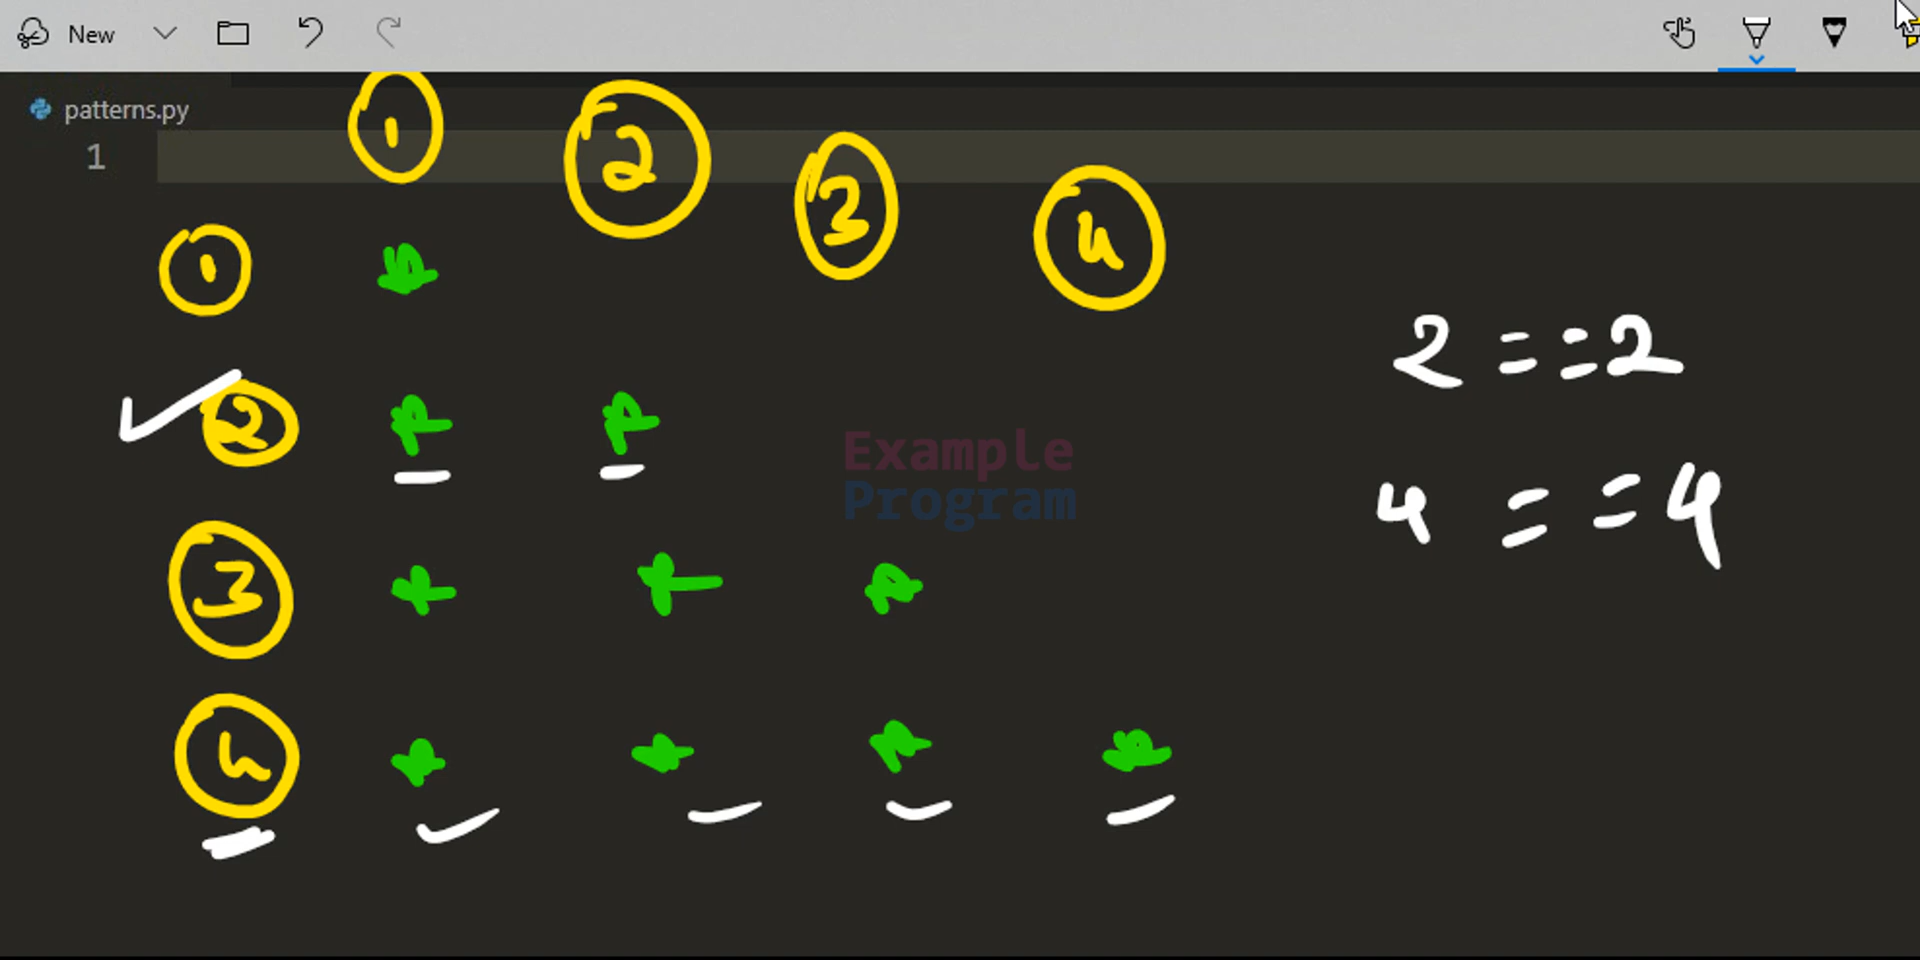 New
patterns.py
1
1 2 3 4
1 *
2 * *
2 == 2
Example
Program
4 == 4
3 * * *
4 * * * *